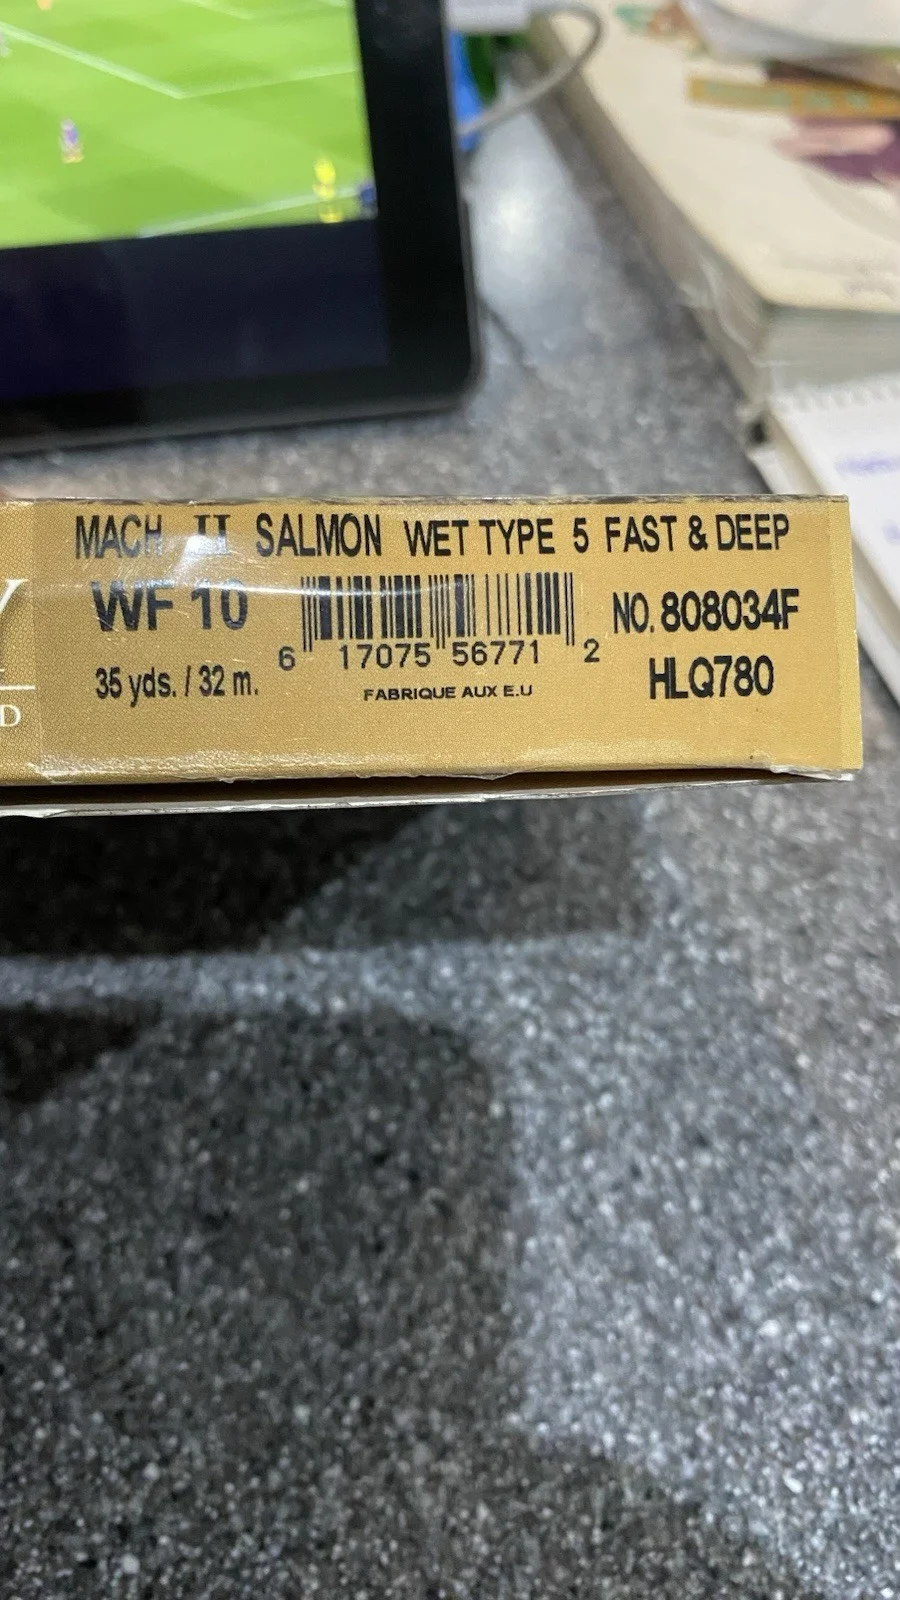 MACH II SALMON WET TYPE 5 FAST & DEEP
WF 10
35 yds. / 32 m.
6 17075 56771 2
FABRIQUE AUX E.U
NO. 808034F
HLQ780
Y
D